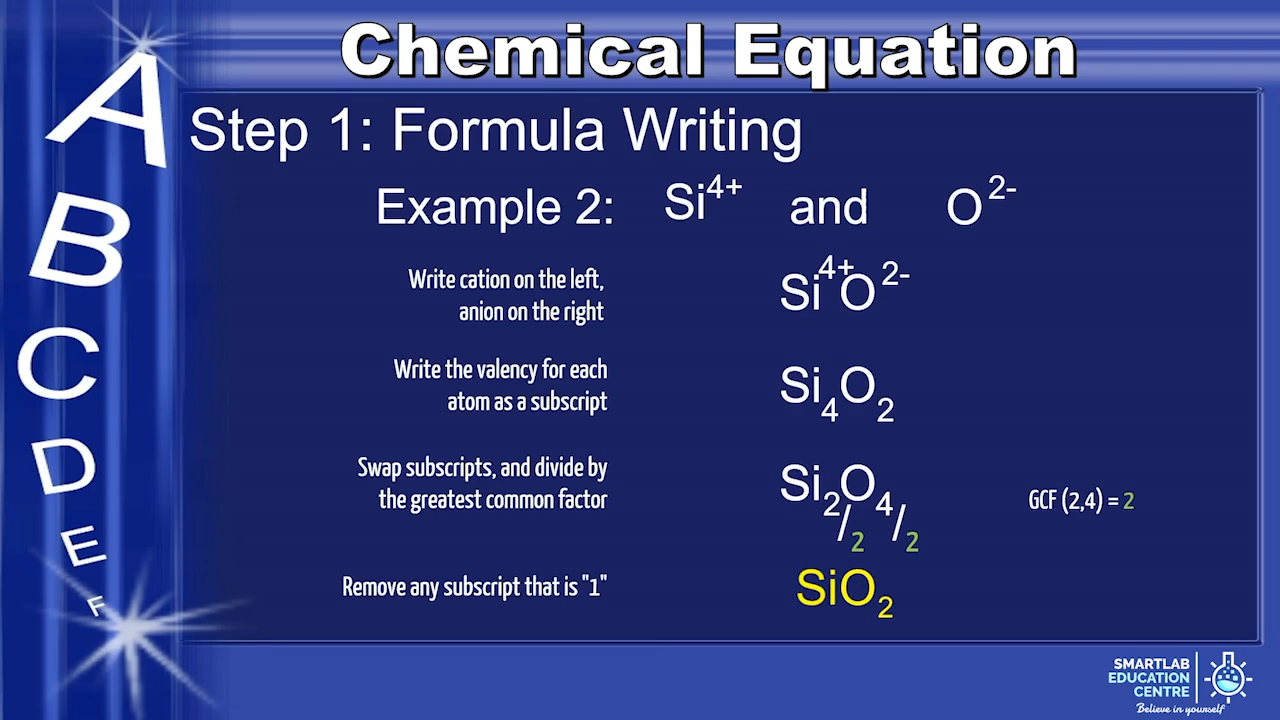 Chemical Equation
A
B
C
D
E
F
Step 1: Formula Writing
Example 2: Si⁴⁺ and O²⁻
Write cation on the left,
anion on the right
Si⁴⁺O²⁻
Write the valency for each
atom as a subscript
Si₄O₂
Swap subscripts, and divide by
the greatest common factor
Si₂O₄
/2 /2
GCF (2,4) = 2
Remove any subscript that is "1"
SiO₂
SMARTLAB
EDUCATION
CENTRE
Believe in yourself